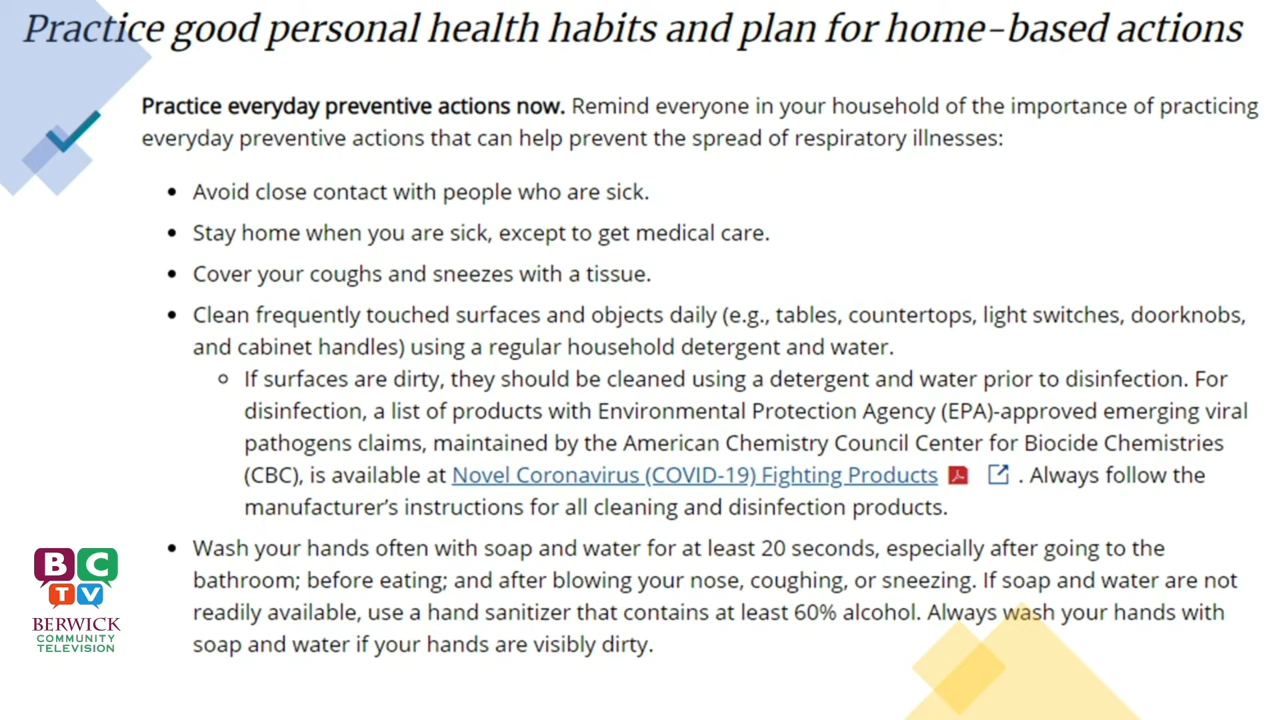 Practice good personal health habits and plan for home-based actions
Practice everyday preventive actions now. Remind everyone in your household of the importance of practicing
everyday preventive actions that can help prevent the spread of respiratory illnesses:
• Avoid close contact with people who are sick.
• Stay home when you are sick, except to get medical care.
• Cover your coughs and sneezes with a tissue.
• Clean frequently touched surfaces and objects daily (e.g., tables, countertops, light switches, doorknobs,
and cabinet handles) using a regular household detergent and water.
◦ If surfaces are dirty, they should be cleaned using a detergent and water prior to disinfection. For
disinfection, a list of products with Environmental Protection Agency (EPA)-approved emerging viral
pathogens claims, maintained by the American Chemistry Council Center for Biocide Chemistries
(CBC), is available at Novel Coronavirus (COVID-19) Fighting Products . Always follow the
manufacturer’s instructions for all cleaning and disinfection products.
• Wash your hands often with soap and water for at least 20 seconds, especially after going to the
bathroom; before eating; and after blowing your nose, coughing, or sneezing. If soap and water are not
readily available, use a hand sanitizer that contains at least 60% alcohol. Always wash your hands with
soap and water if your hands are visibly dirty.
BC
TV
BERWICK
COMMUNITY
TELEVISION